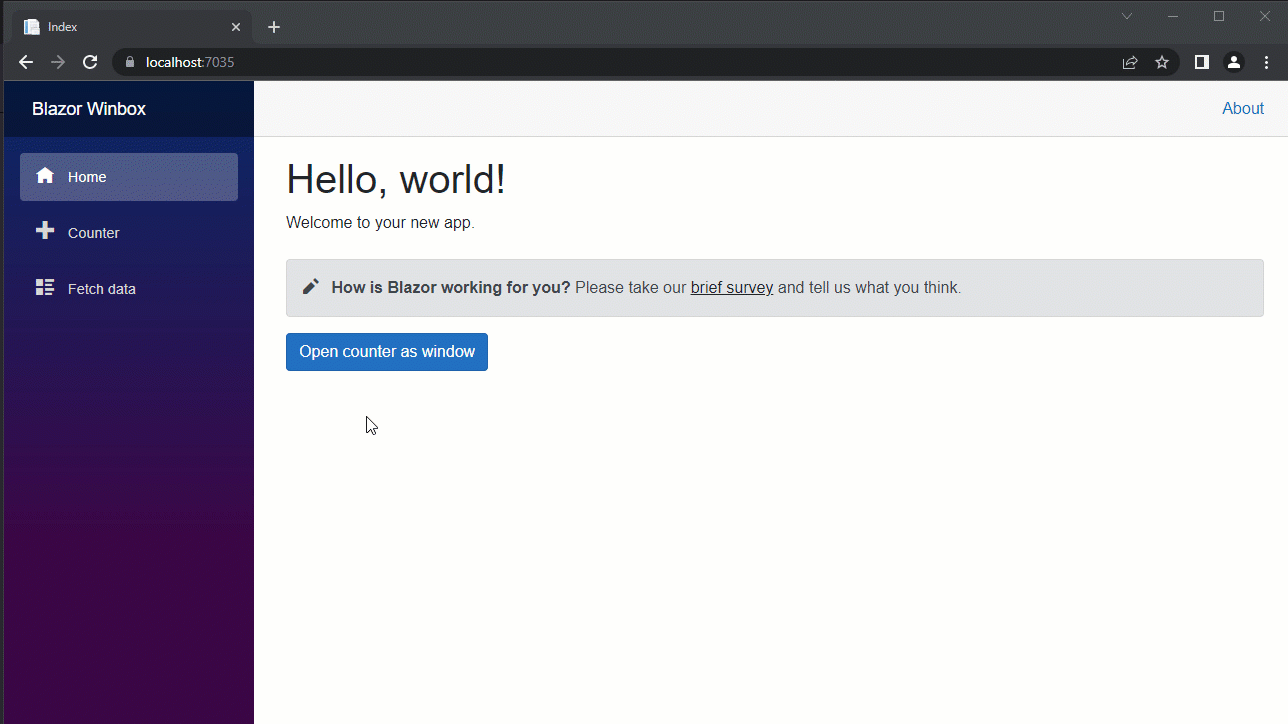 Index
localhost:7035
Blazor Winbox
About
Home
Counter
Fetch data
Hello, world!
Welcome to your new app.
How is Blazor working for you? Please take our brief survey and tell us what you think.
Open counter as window